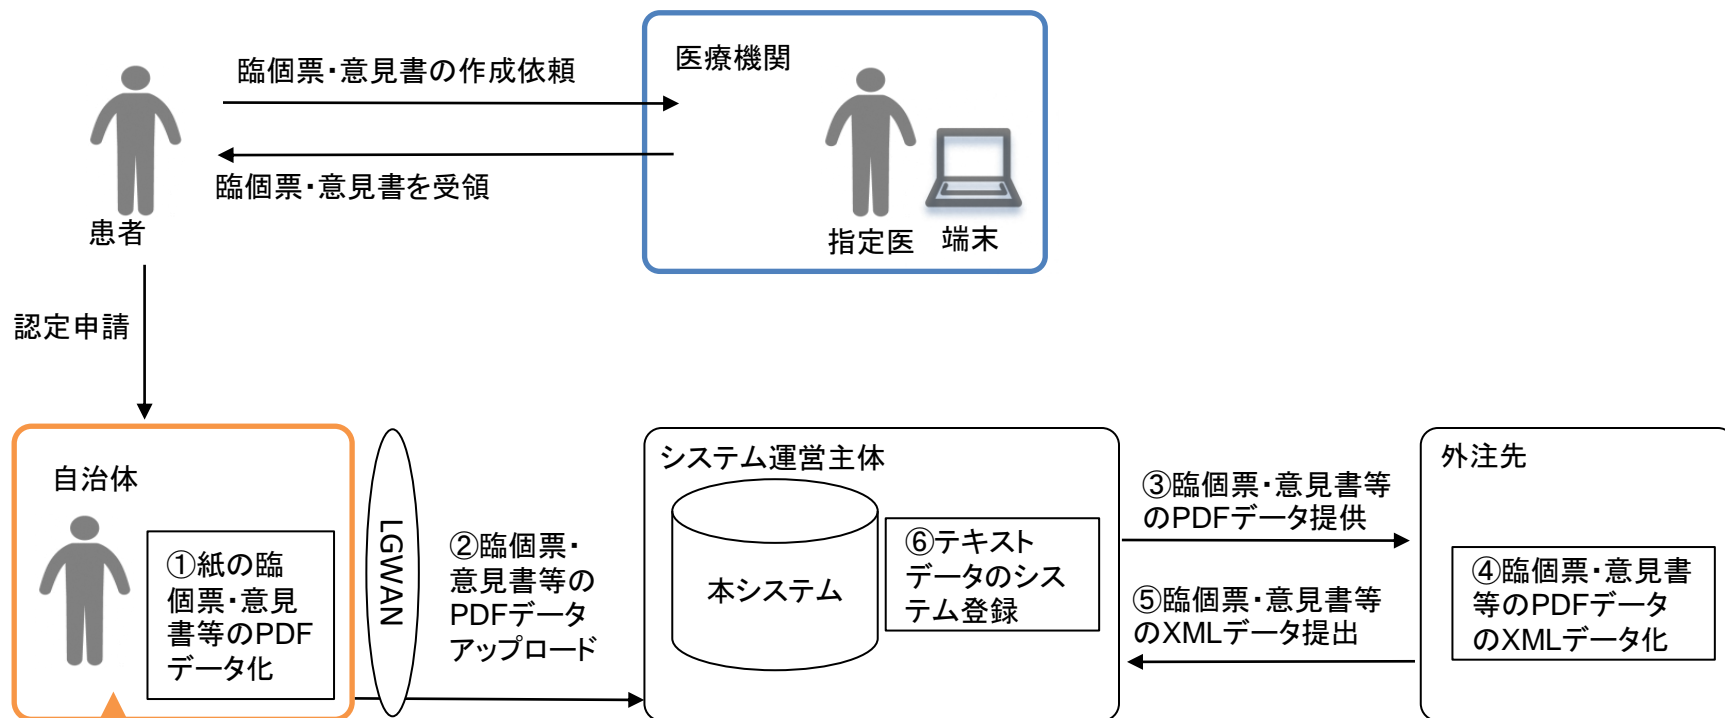 臨個票・意見書の作成依頼
医療機関
臨個票・意見書を受領
患者
指定医
端末
認定申請
自治体
①紙の臨
個票・意見
書等のPDF
データ化
LGWAN
②臨個票・
意見書等の
PDFデータ
アップロード
システム運営主体
本システム
⑥テキスト
データのシス
テム登録
③臨個票・意見書等
のPDFデータ提供
⑤臨個票・意見書等
のXMLデータ提出
外注先
④臨個票・意見書
等のPDFデータ
のXMLデータ化